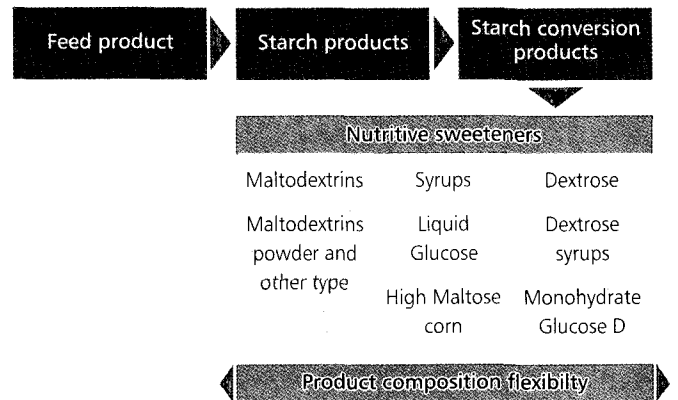 Feed product
Starch products
Starch conversion
products
Nutritive sweeteners
Maltodextrins
Syrups
Dextrose
Maltodextrins
powder and
other type
Liquid
Glucose
Dextrose
syrups
High Maltose
corn
Monohydrate
Glucose D
Product composition flexibilty